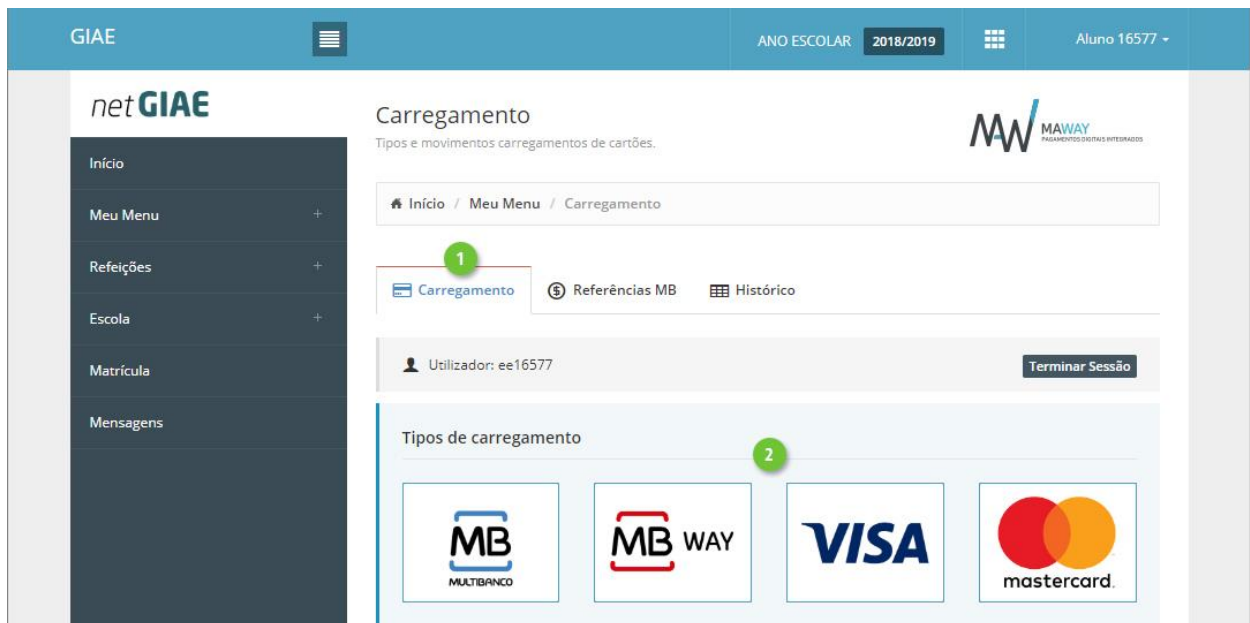 GIAE
ANO ESCOLAR 2018/2019 Aluno 16577
netGIAE
Início
Meu Menu +
Refeições +
Escola +
Matrícula
Mensagens
Carregamento
Tipos e movimentos carregamentos de cartões.
MAWAY
PAGAMENTOS DIGITAIS INTEGRADOS
Início / Meu Menu / Carregamento
1
Carregamento Referências MB Histórico
Utilizador: ee16577 Terminar Sessão
Tipos de carregamento
2
MB
MULTIBANCO
MB WAY
VISA
mastercard.